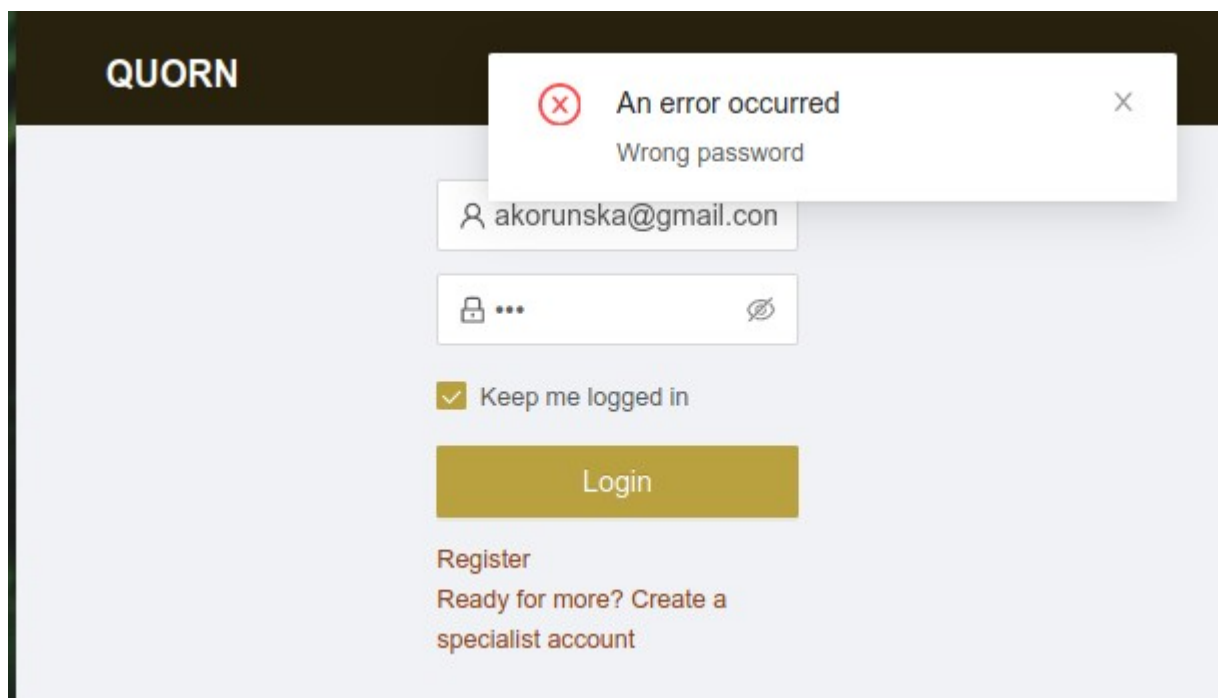 QUORN
An error occurred
Wrong password
akorunska@gmail.con
•••
Keep me logged in
Login
Register
Ready for more? Create a
specialist account